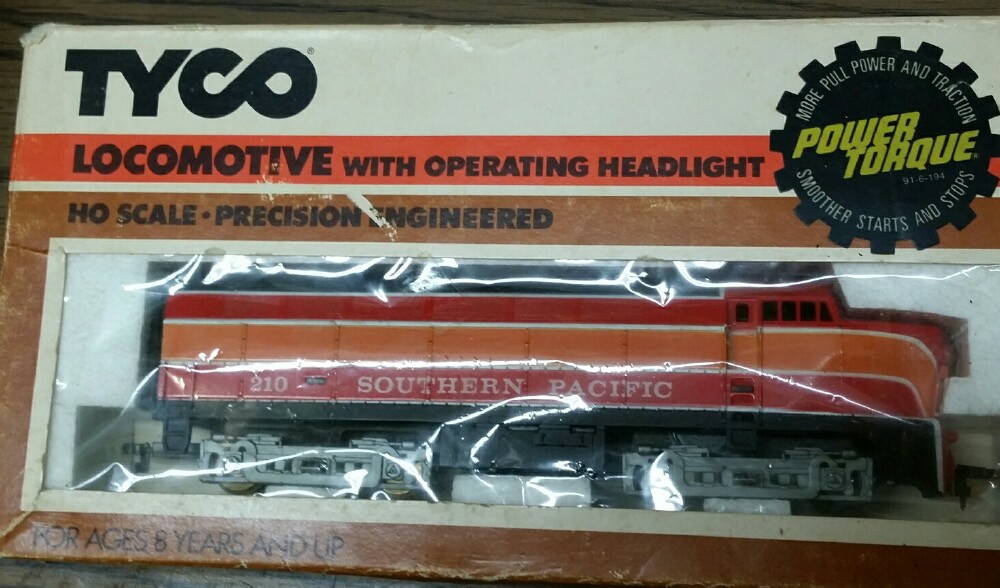 TYCO®
LOCOMOTIVE WITH OPERATING HEADLIGHT
HO SCALE • PRECISION ENGINEERED
MORE PULL POWER AND TRACTION
POWER
TORQUE®
91-6-194
SMOOTHER STARTS AND STOPS
210 SOUTHERN PACIFIC
FOR AGES 8 YEARS AND UP